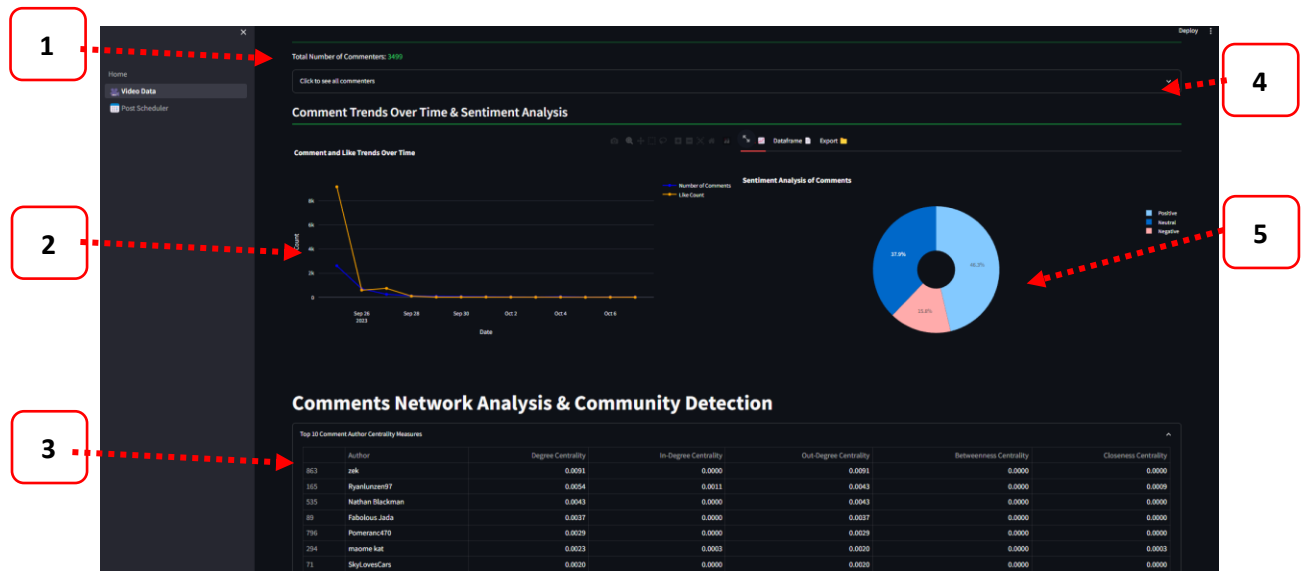 1
Deploy
Total Number of Commenters: 3499
4
Home
Click to see all commenters
Video Data
Post Scheduler
Comment Trends Over Time & Sentiment Analysis
Dataframe Export
Comment and Like Trends Over Time
Sentiment Analysis of Comments
Number of Comments
Like Count
Positive
Neutral
Negative
8k
6k
4k
2k
0
Count
37.9%
46.3%
15.8%
2
5
Sep 26 Sep 28 Sep 30 Oct 2 Oct 4 Oct 6
2023
Date
Comments Network Analysis & Community Detection
3
Top 10 Comment Author Centrality Measures
Author Degree Centrality In-Degree Centrality Out-Degree Centrality Betweenness Centrality Closeness Centrality
863 zek 0.0091 0.0000 0.0091 0.0000 0.0000
165 Ryanlunzen97 0.0054 0.0011 0.0043 0.0000 0.0009
535 Nathan Blackman 0.0043 0.0000 0.0043 0.0000 0.0000
89 Fabolous Jada 0.0037 0.0000 0.0037 0.0000 0.0000
796 Pomeranc470 0.0029 0.0000 0.0029 0.0000 0.0000
294 maome kat 0.0023 0.0003 0.0020 0.0000 0.0003
71 SkyLovesCars 0.0020 0.0000 0.0020 0.0000 0.0000